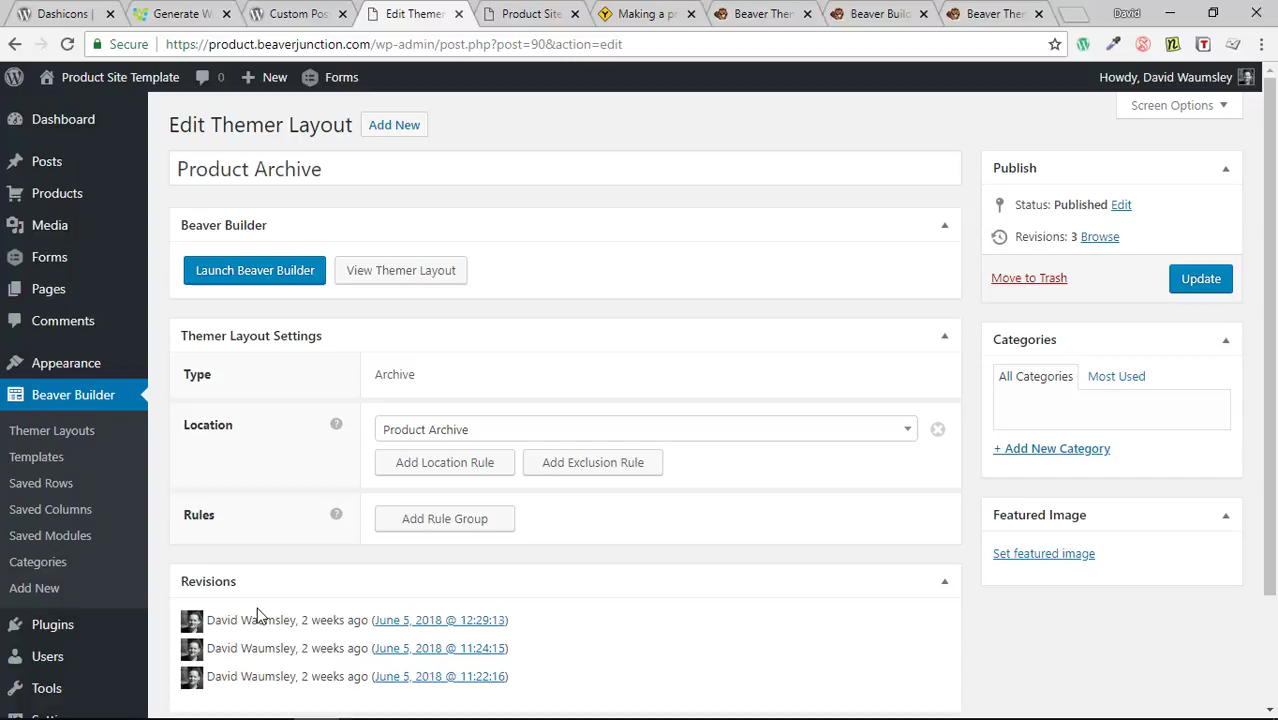 Dashicons |
Generate W
Custom Post
Edit Themer
Product Site
Making a p
Beaver Them
Beaver Buil
Beaver The
David
Secure
https://product.beaverjunction.com/wp-admin/post.php?post=90&action=edit
Product Site Template
0
New
Forms
Howdy, David Waumsley
Screen Options
Dashboard
Posts
Products
Media
Forms
Pages
Comments
Appearance
Beaver Builder
Themer Layouts
Templates
Saved Rows
Saved Columns
Saved Modules
Categories
Add New
Plugins
Users
Tools
Edit Themer Layout
Add New
Product Archive
Beaver Builder
Launch Beaver Builder
View Themer Layout
Themer Layout Settings
Type
Archive
Location
?
Product Archive
Add Location Rule
Add Exclusion Rule
Rules
?
Add Rule Group
Revisions
David Waumsley, 2 weeks ago (June 5, 2018 @ 12:29:13)
David Waumsley, 2 weeks ago (June 5, 2018 @ 11:24:15)
David Waumsley, 2 weeks ago (June 5, 2018 @ 11:22:16)
Publish
Status: Published Edit
Revisions: 3 Browse
Move to Trash
Update
Categories
All Categories
Most Used
+ Add New Category
Featured Image
Set featured image